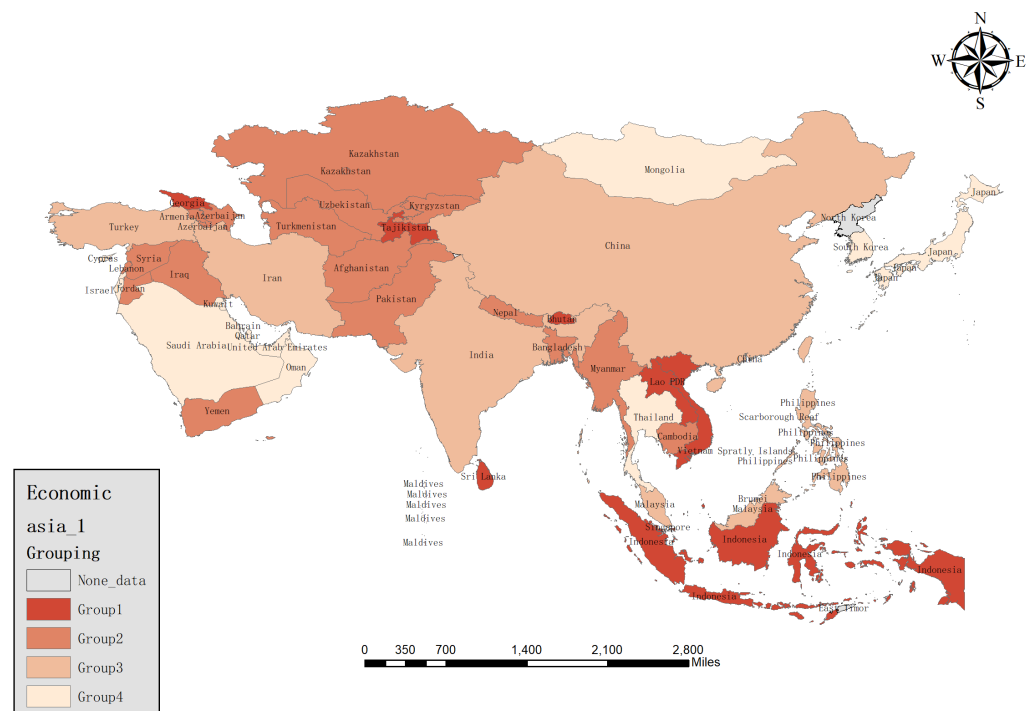 N
W E
S
Kazakhstan
Kazakhstan
Mongolia
Japan
Georgia
Uzbekistan
Kyrgyzstan
Armenia
Azerbaijan
North Korea
Turkey
Azerbaijan
Turkmenistan
Tajikistan
China
South Korea
Japan
Cyprus
Syria
Lebanon
Iraq
Iran
Afghanistan
Japan
Japan
Israel
Jordan
Kuwait
Pakistan
Nepal
Bhutan
Bahrain
Qatar
Saudi Arabia
United Arab Emirates
Oman
India
Bangladesh
China
Myanmar
Lao PDR
Yemen
Thailand
Philippines
Scarborough Reef
Cambodia
Philippines
Philippines
Vietnam
Spratly Islands
Philippines
Philippines
Philippines
Sri Lanka
Maldives
Maldives
Maldives
Maldives
Maldives
Malaysia
Brunei
Malaysia
Singapore
Indonesia
Indonesia
Indonesia
Indonesia
Indonesia
East Timor
Economic
asia_1
Grouping
None_data
Group1
Group2
Group3
Group4
0 350 700 1,400 2,100 2,800
Miles